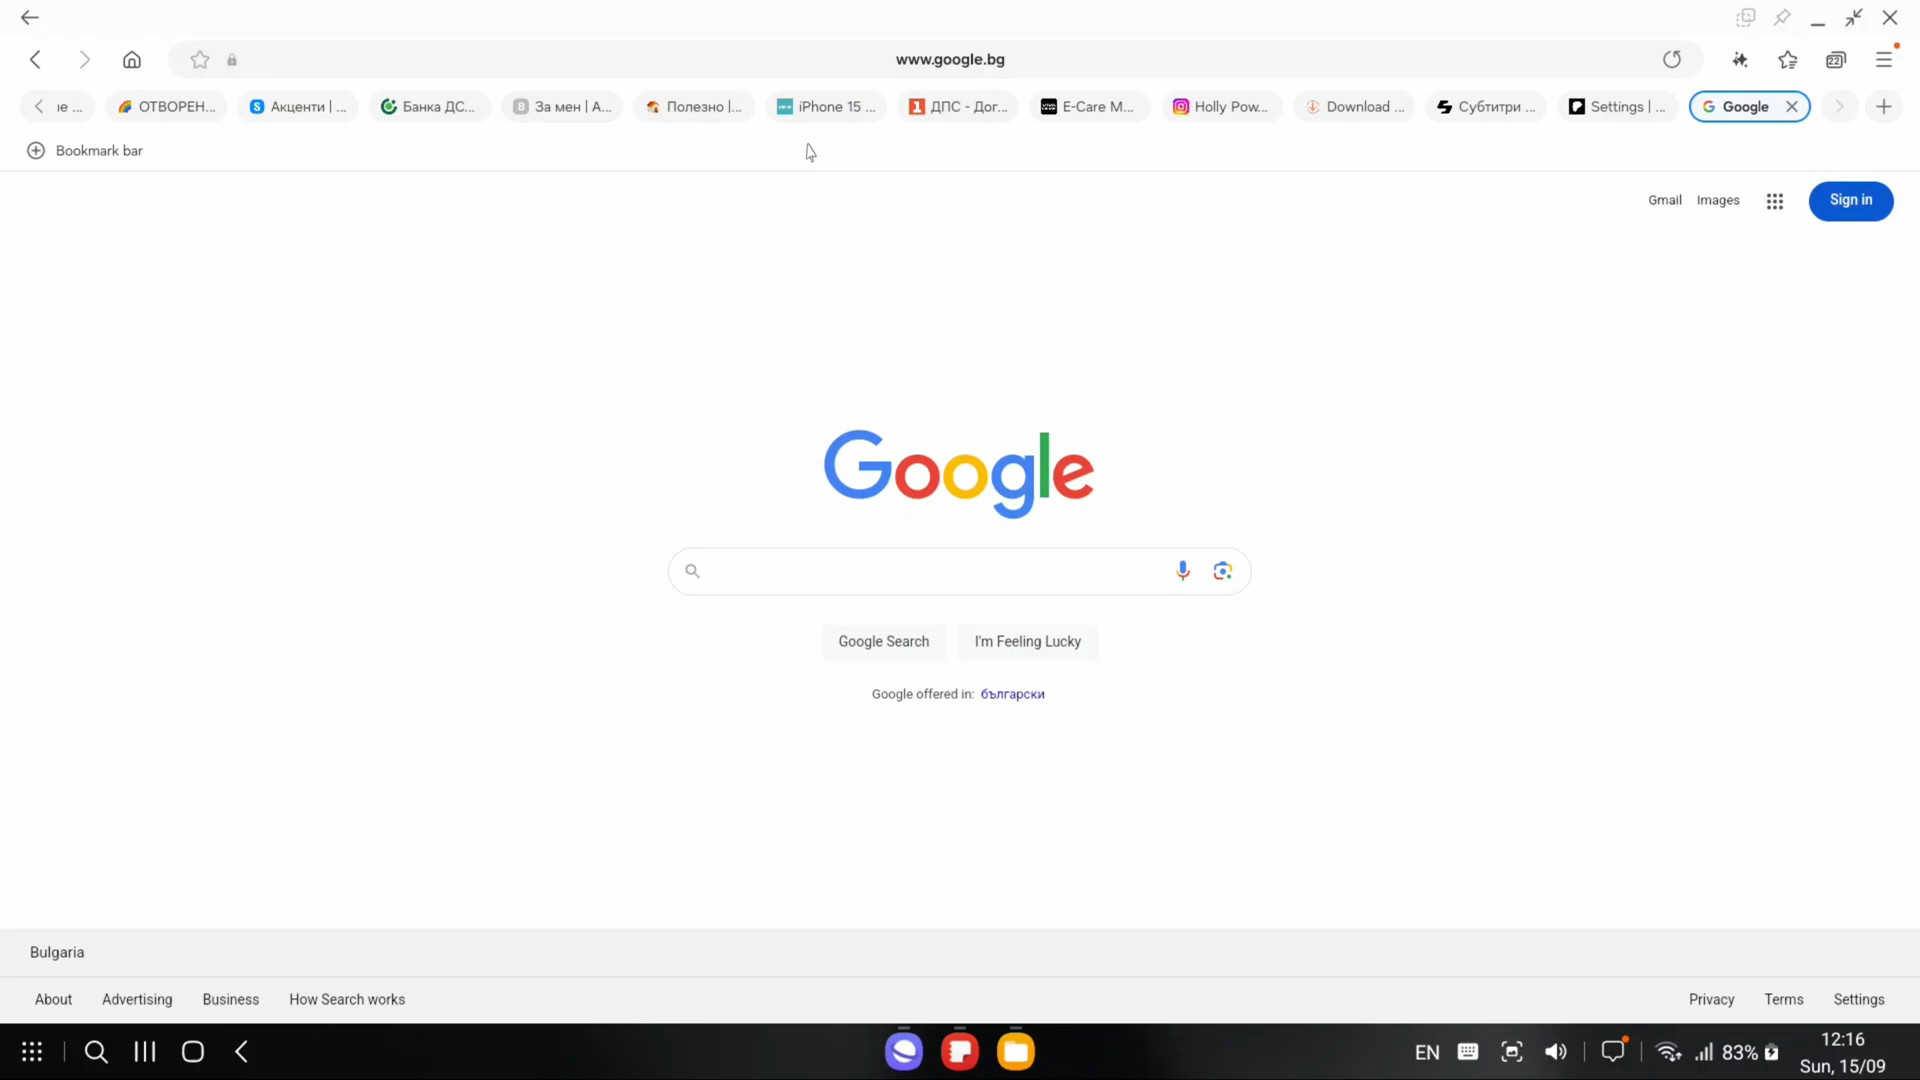 www.google.bg
22
ıe ...
ОТВОРЕН...
Акценти | ...
Банка ДС...
За мен | А...
Полезно |...
iPhone 15 ...
ДПС - Дог...
E-Care M...
Holly Pow...
Download ...
Субтитри ...
Settings | ...
Google
Bookmark bar
Gmail
Images
Sign in
Google
Google Search
I'm Feeling Lucky
Google offered in: български
Bulgaria
About
Advertising
Business
How Search works
Privacy
Terms
Settings
EN
83%
12:16
Sun, 15/09